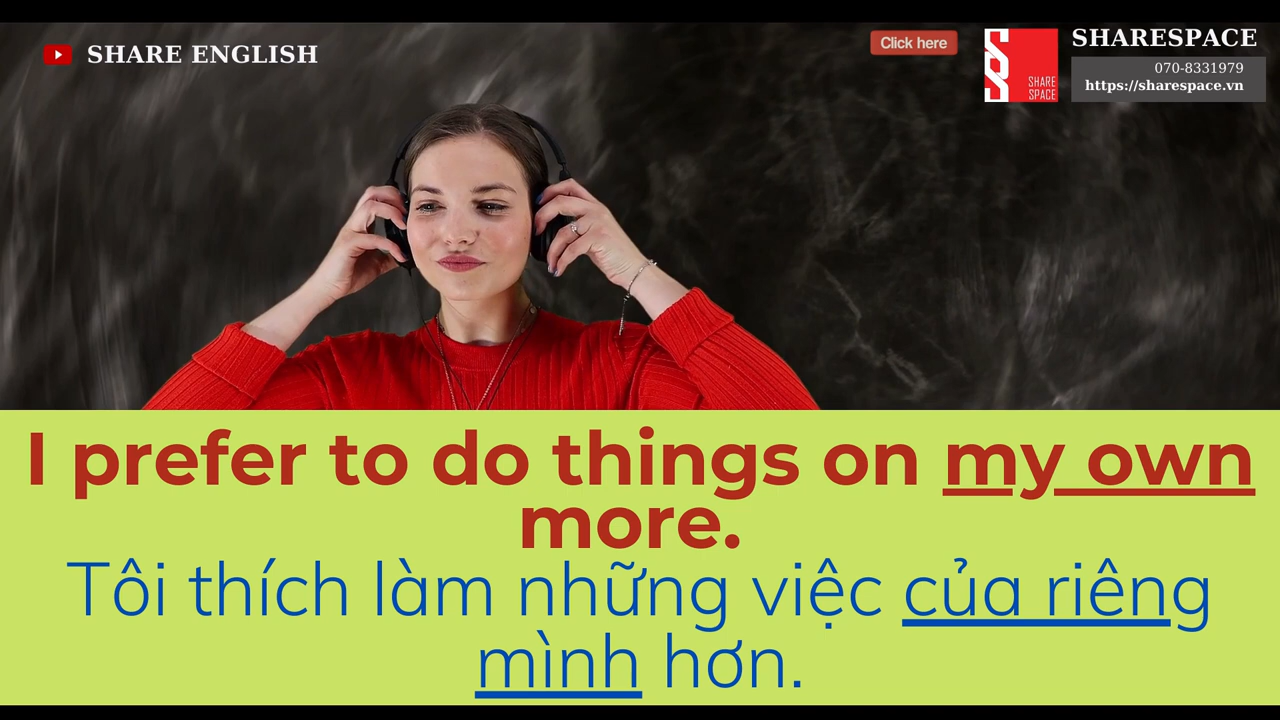 SHARE ENGLISH
Click here
SHARESPACE
070-8331979
https://sharespace.vn
SHARE
SPACE
I prefer to do things on my own
more.
Tôi thích làm những việc của riêng
mình hơn.